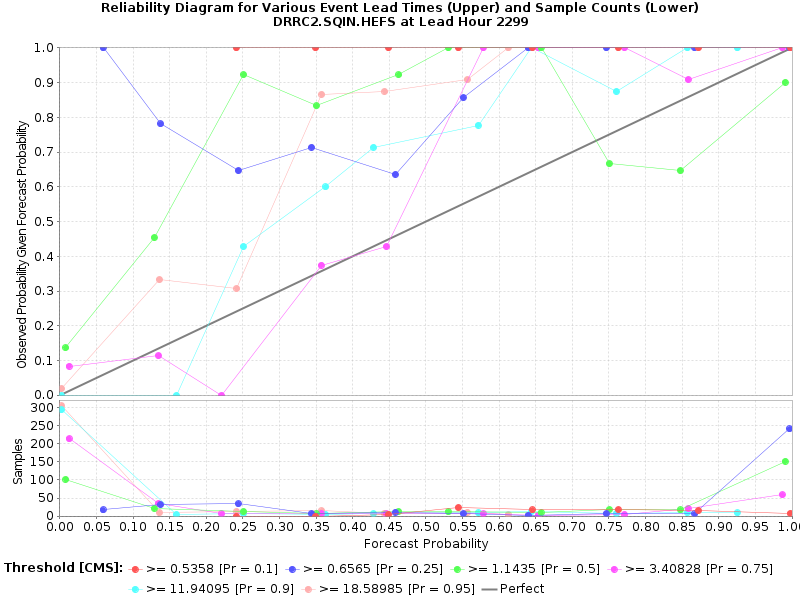 Reliability Diagram for Various Event Lead Times (Upper) and Sample Counts (Lower)
DRRC2.SQIN.HEFS at Lead Hour 2299
Observed Probability Given Forecast Probability
1.0
0.9
0.8
0.7
0.6
0.5
0.4
0.3
0.2
0.1
0.0
Samples
300
250
200
150
100
50
0
0.00 0.05 0.10 0.15 0.20 0.25 0.30 0.35 0.40 0.45 0.50 0.55 0.60 0.65 0.70 0.75 0.80 0.85 0.90 0.95 1.0
Forecast Probability
Threshold [CMS]: >= 0.5358 [Pr = 0.1] >= 0.6565 [Pr = 0.25] >= 1.1435 [Pr = 0.5] >= 3.40828 [Pr = 0.75]
>= 11.94095 [Pr = 0.9] >= 18.58985 [Pr = 0.95] Perfect